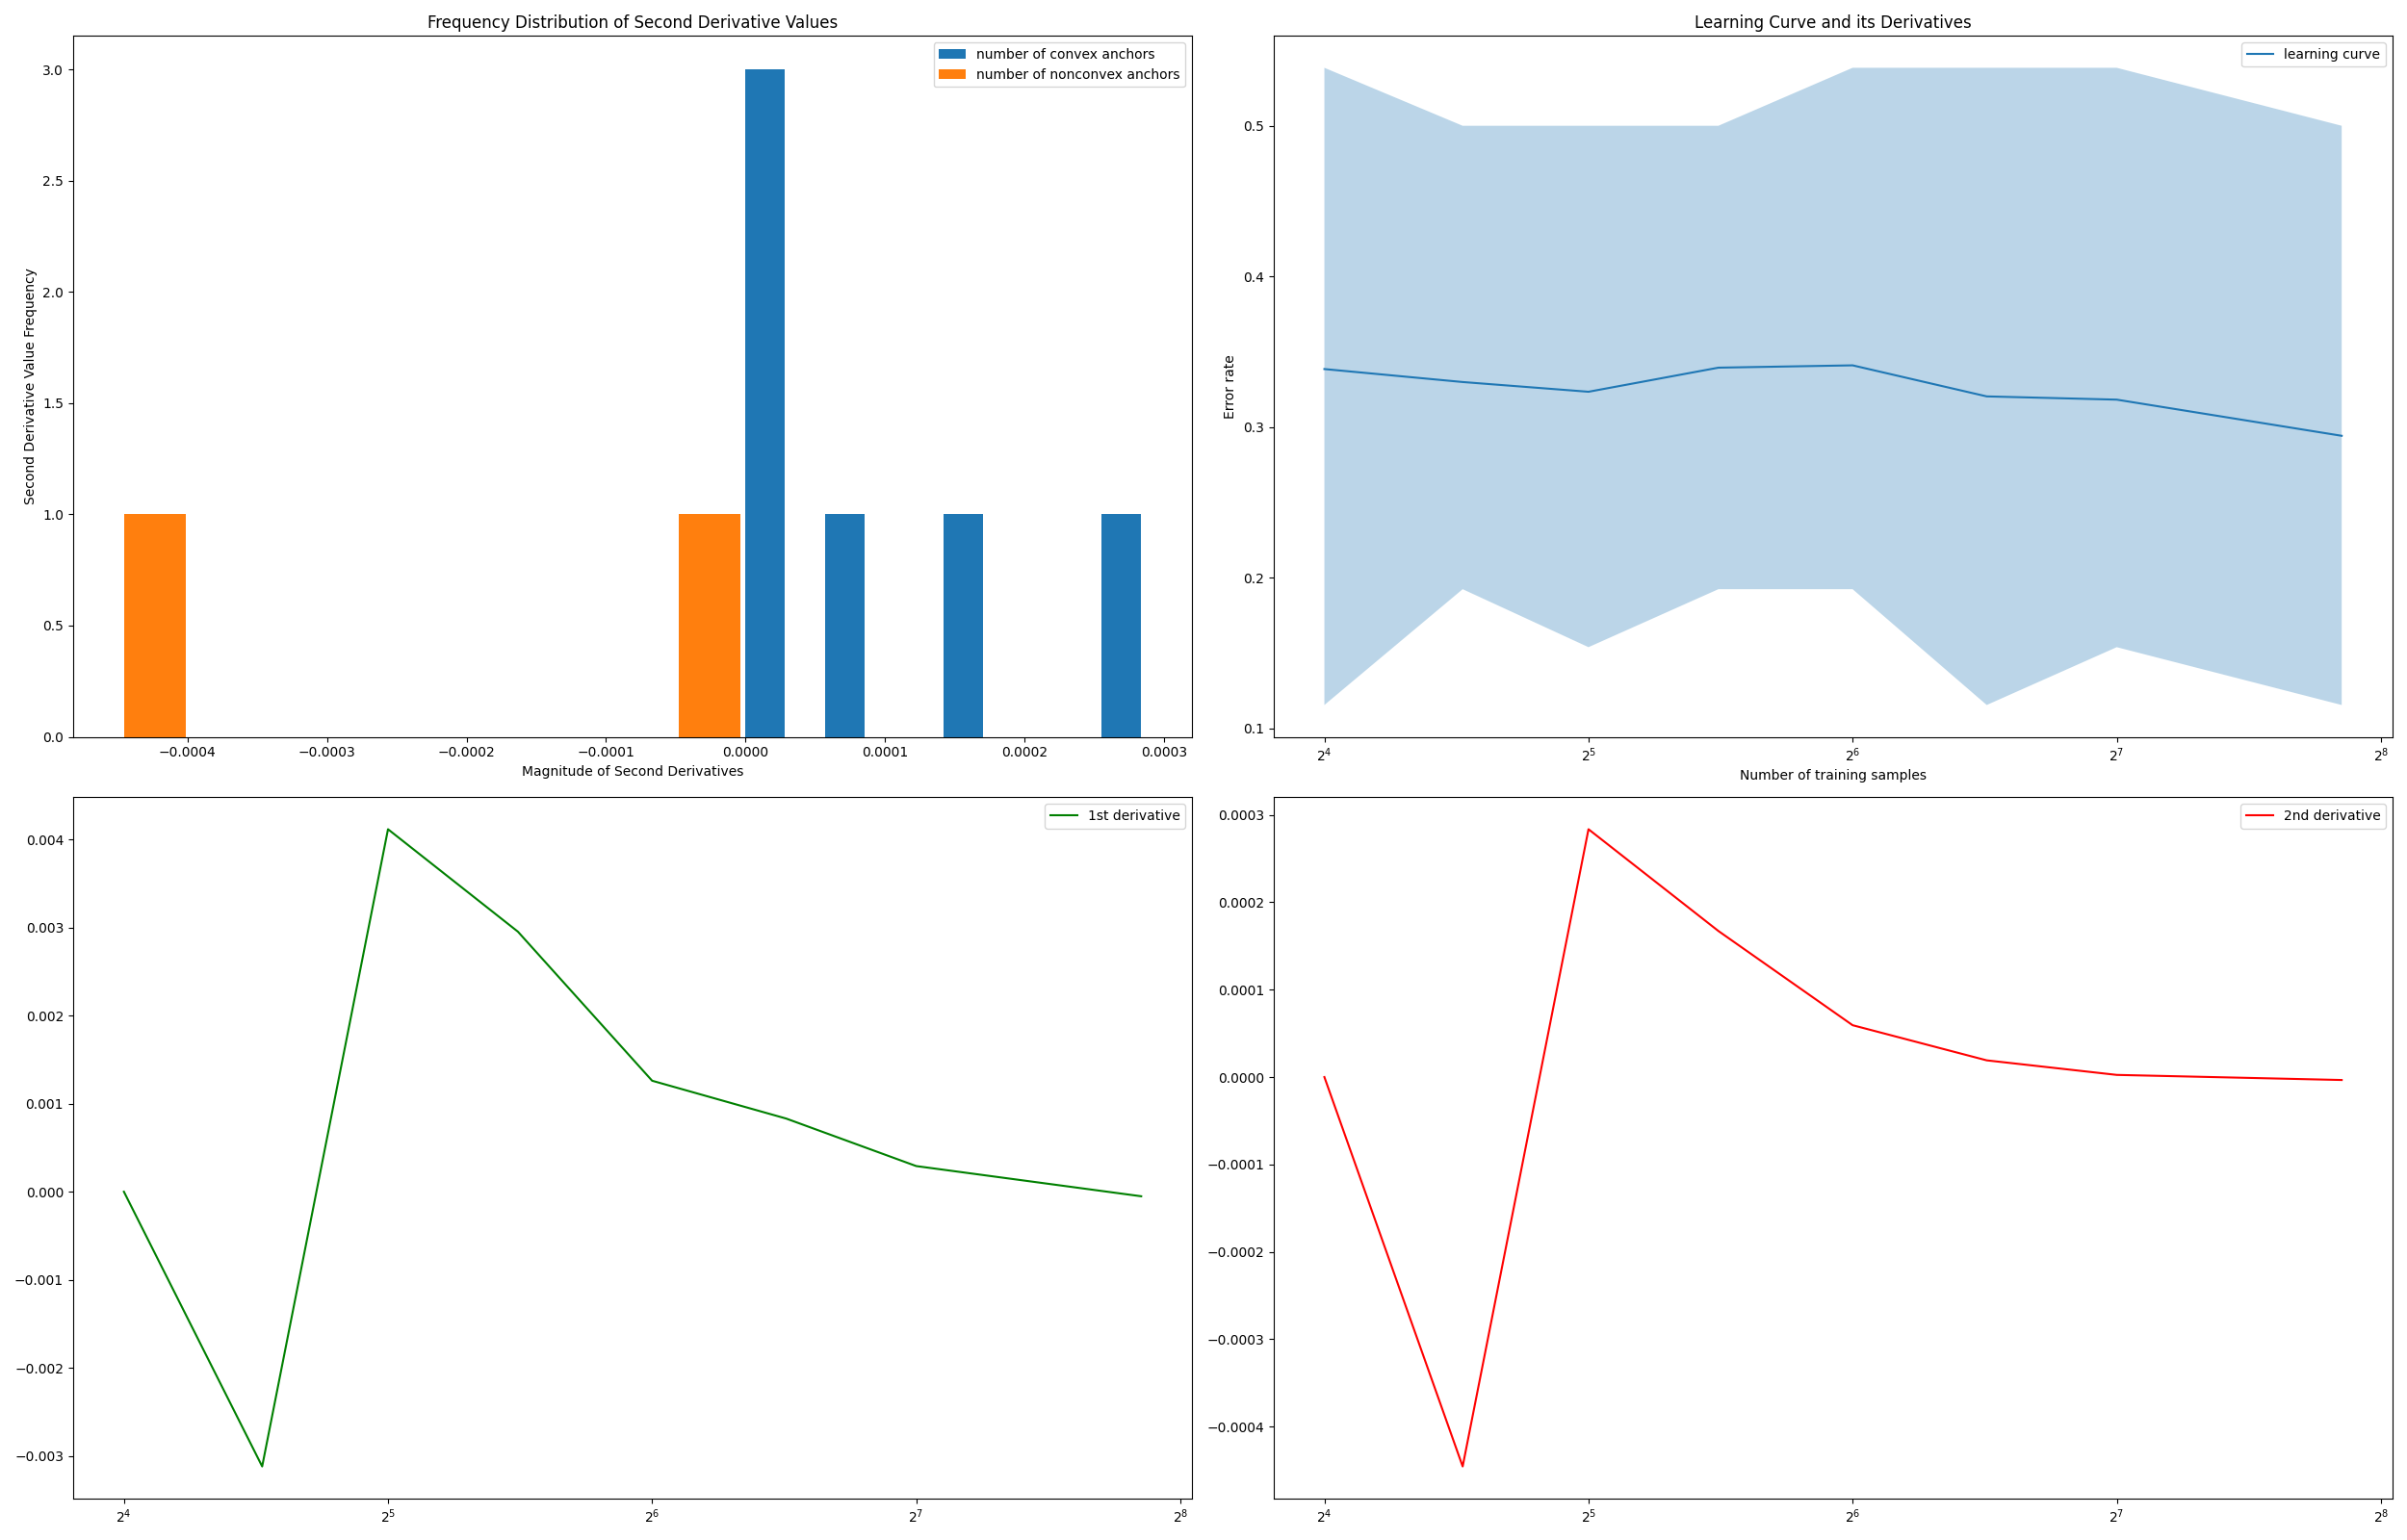 Frequency Distribution of Second Derivative Values
number of convex anchors
number of nonconvex anchors
Second Derivative Value Frequency
3.0
2.5
2.0
1.5
1.0
0.5
0.0
−0.0004 −0.0003 −0.0002 −0.0001 0.0000 0.0001 0.0002 0.0003
Magnitude of Second Derivatives
Learning Curve and its Derivatives
learning curve
Error rate
0.5
0.4
0.3
0.2
0.1
2⁴ 2⁵ 2⁶ 2⁷ 2⁸
Number of training samples
1st derivative
0.004
0.003
0.002
0.001
0.000
−0.001
−0.002
−0.003
2⁴ 2⁵ 2⁶ 2⁷ 2⁸
2nd derivative
0.0003
0.0002
0.0001
0.0000
−0.0001
−0.0002
−0.0003
−0.0004
2⁴ 2⁵ 2⁶ 2⁷ 2⁸